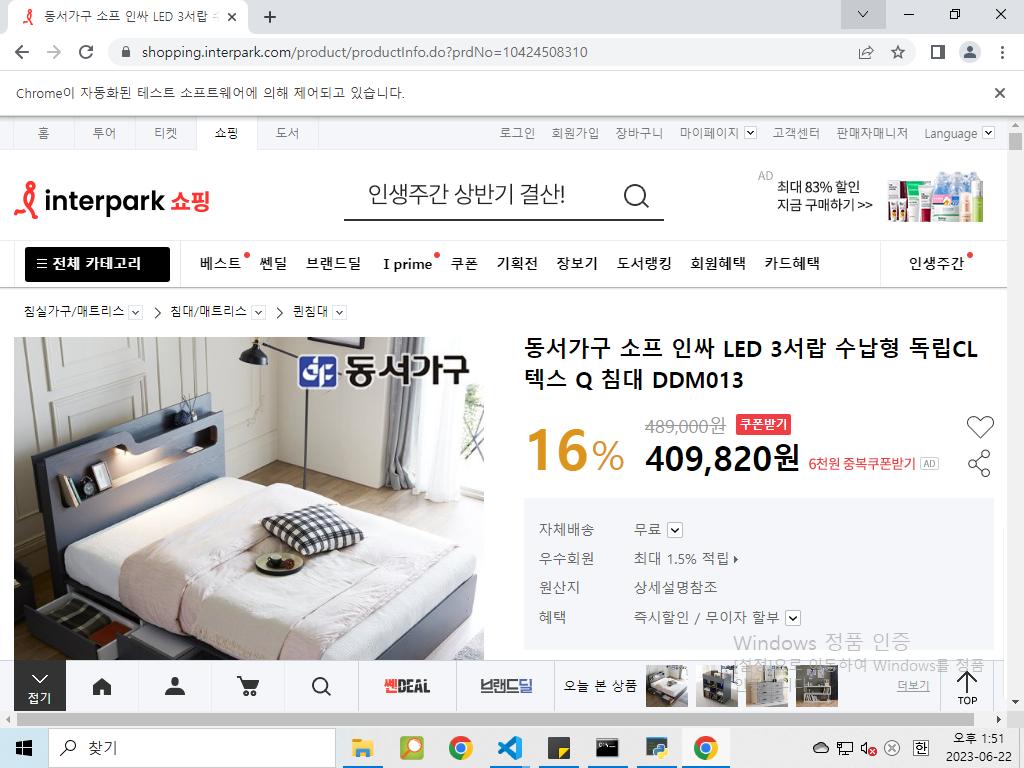 동서가구 소프 인싸 LED 3서랍 수
shopping.interpark.com/product/productInfo.do?prdNo=10424508310
Chrome이 자동화된 테스트 소프트웨어에 의해 제어되고 있습니다.
홈 투어 티켓 쇼핑 도서 로그인 회원가입 장바구니 마이페이지 고객센터 판매자매니저 Language
interpark 쇼핑
인생주간 상반기 결산!
AD
최대 83% 할인
지금 구매하기 >>
전체 카테고리 베스트 쎈딜 브랜드딜 I prime 쿠폰 기획전 장보기 도서랭킹 회원혜택 카드혜택 인생주간
침실가구/매트리스 침대/매트리스 퀸침대
동서가구
동서가구 소프 인싸 LED 3서랍 수납형 독립CL
텍스 Q 침대 DDM013
489,000원 쿠폰받기
16% 409,820원 6천원 중복쿠폰받기 AD
자체배송 무료
우수회원 최대 1.5% 적립
원산지 상세설명참조
혜택 즉시할인 / 무이자 할부
Windows 정품 인증
[설정]으로 이동하여 Windows를 정품
접기 쎈DEAL 브랜드딜 오늘 본 상품 더보기 TOP
찾기
한
오후 1:51
2023-06-22